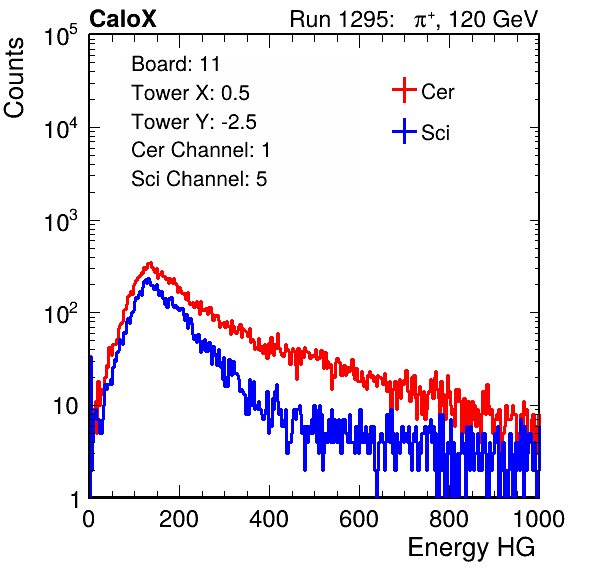 CaloX Run 1295: π⁺, 120 GeV
Counts
10⁵
10⁴
10³
10²
10
1
Board: 11
Tower X: 0.5
Tower Y: -2.5
Cer Channel: 1
Sci Channel: 5
Cer
Sci
0 200 400 600 800 1000
Energy HG